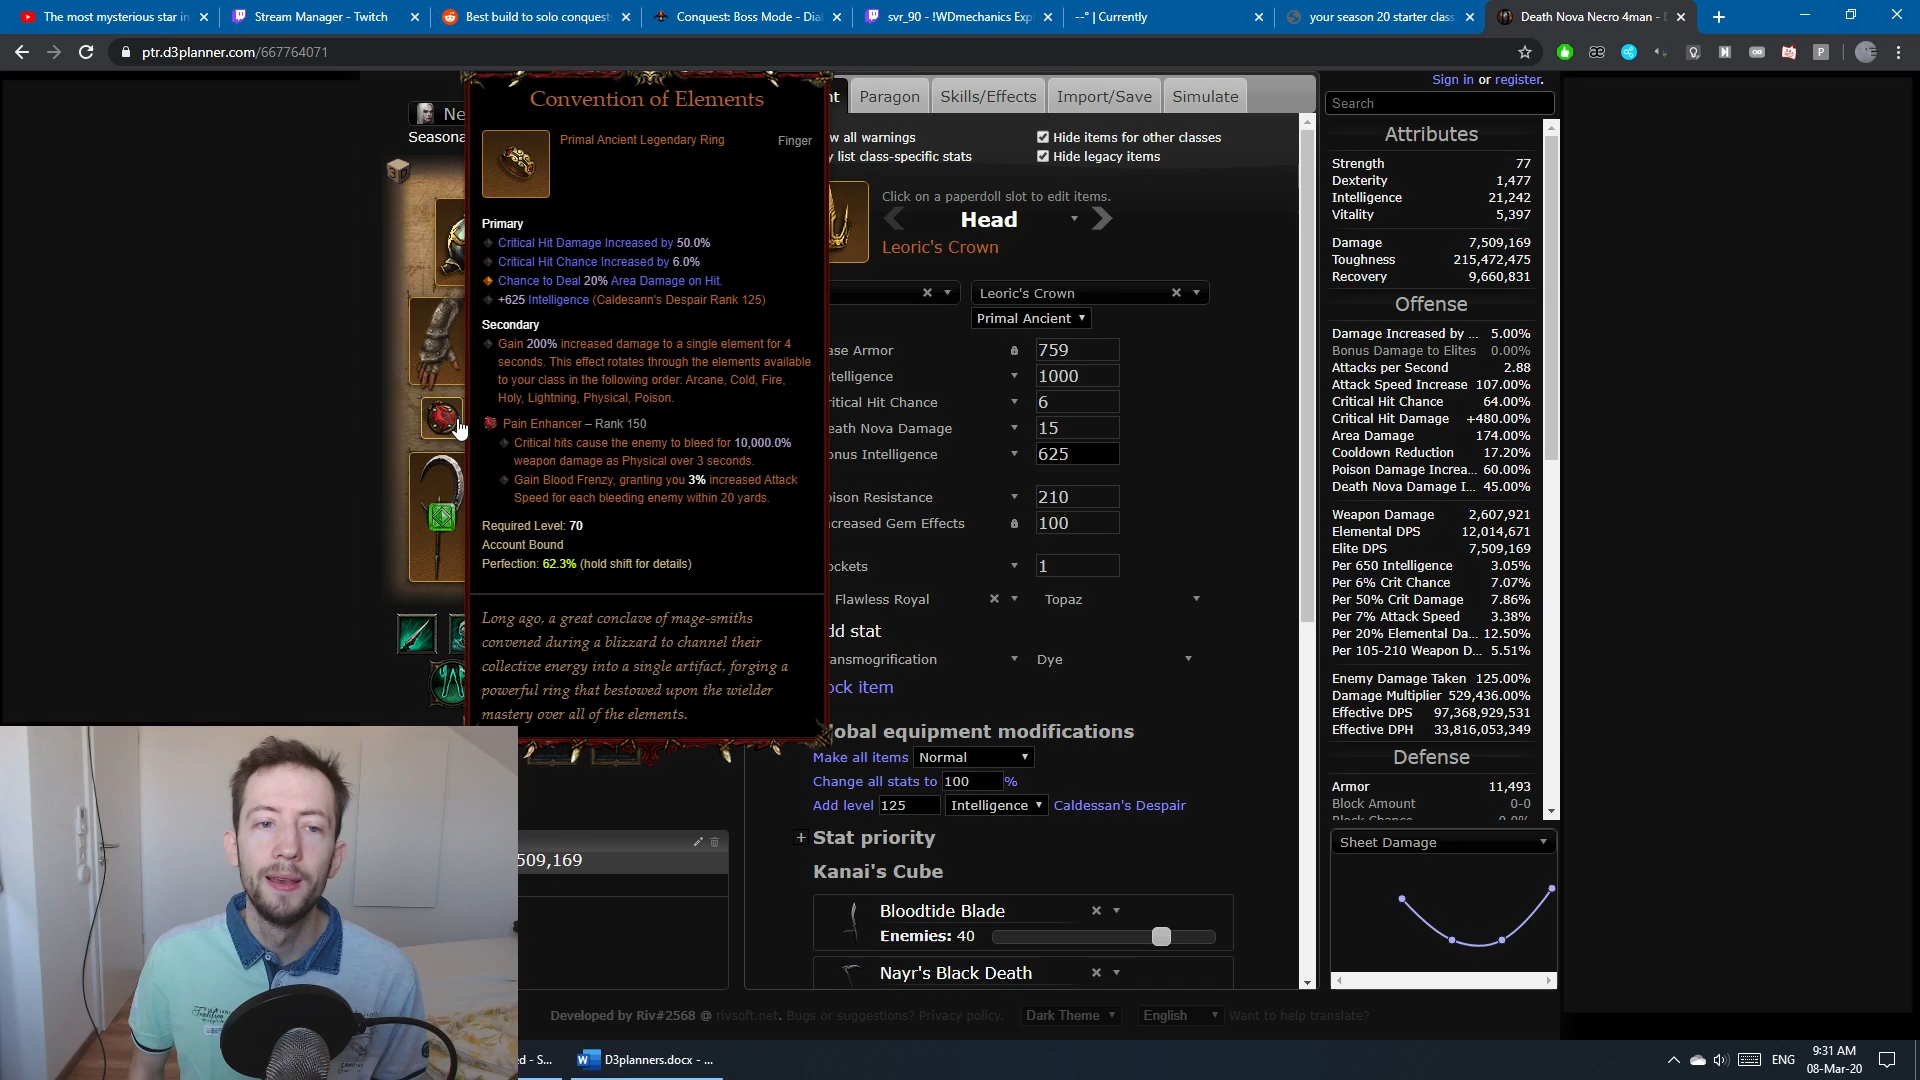 The most mysterious star in
Stream Manager - Twitch
Best build to solo conquest
Conquest: Boss Mode - Dia
svr_90 - !WDmechanics Exp
--° | Currently
your season 20 starter class
Death Nova Necro 4man -
ptr.d3planner.com/667764071
Sign in or register.
Convention of Elements
Primal Ancient Legendary Ring
Finger
Primary
Critical Hit Damage Increased by 50.0%
Critical Hit Chance Increased by 6.0%
Chance to Deal 20% Area Damage on Hit.
+625 Intelligence (Caldesann's Despair Rank 125)
Secondary
Gain 200% increased damage to a single element for 4
seconds. This effect rotates through the elements available
to your class in the following order: Arcane, Cold, Fire,
Holy, Lightning, Physical, Poison.
Pain Enhancer – Rank 150
Critical hits cause the enemy to bleed for 10,000.0%
weapon damage as Physical over 3 seconds.
Gain Blood Frenzy, granting you 3% increased Attack
Speed for each bleeding enemy within 20 yards.
Required Level: 70
Account Bound
Perfection: 62.3% (hold shift for details)
Long ago, a great conclave of mage-smiths
convened during a blizzard to channel their
collective energy into a single artifact, forging a
powerful ring that bestowed upon the wielder
mastery over all of the elements.
Ne
Seasona
3D
nt
Paragon
Skills/Effects
Import/Save
Simulate
w all warnings
Hide items for other classes
y list class-specific stats
Hide legacy items
Click on a paperdoll slot to edit items.
Head
Leoric's Crown
Leoric's Crown
Primal Ancient
ase Armor 759
telligence 1000
ritical Hit Chance 6
eath Nova Damage 15
onus Intelligence 625
oison Resistance 210
ncreased Gem Effects 100
ockets 1
Flawless Royal
Topaz
dd stat
ansmogrification
Dye
ock item
lobal equipment modifications
Make all items Normal
Change all stats to 100 %
Add level 125 Intelligence Caldessan's Despair
Stat priority
Kanai's Cube
Bloodtide Blade
Enemies: 40
Nayr's Black Death
509,169
Search
Attributes
Strength 77
Dexterity 1,477
Intelligence 21,242
Vitality 5,397
Damage 7,509,169
Toughness 215,472,475
Recovery 9,660,831
Offense
Damage Increased by ... 5.00%
Bonus Damage to Elites 0.00%
Attacks per Second 2.88
Attack Speed Increase 107.00%
Critical Hit Chance 64.00%
Critical Hit Damage +480.00%
Area Damage 174.00%
Cooldown Reduction 17.20%
Poison Damage Increa... 60.00%
Death Nova Damage I... 45.00%
Weapon Damage 2,607,921
Elemental DPS 12,014,671
Elite DPS 7,509,169
Per 650 Intelligence 3.05%
Per 6% Crit Chance 7.07%
Per 50% Crit Damage 7.86%
Per 7% Attack Speed 3.38%
Per 20% Elemental Da... 12.50%
Per 105-210 Weapon D... 5.51%
Enemy Damage Taken 125.00%
Damage Multiplier 529,436.00%
Effective DPS 97,368,929,531
Effective DPH 33,816,053,349
Defense
Armor 11,493
Block Amount 0-0
Block Chance 0.0%
Sheet Damage
Developed by Riv#2568 @ rivsoft.net. Bugs or suggestions? Privacy policy.
Dark Theme
English
Want to help translate?
ed - S...
D3planners.docx - ...
ENG
9:31 AM
08-Mar-20